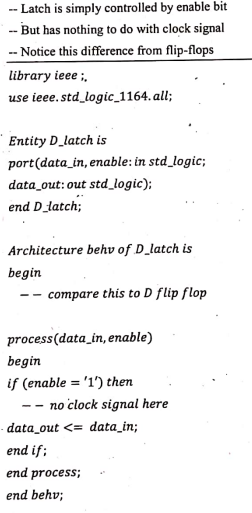 -- Latch is simply controlled by enable bit
-- But has nothing to do with clock signal
-- Notice this difference from flip-flops
library ieee ;
use ieee.std_logic_1164.all;
Entity D_latch is
port(data_in, enable: in std_logic;
data_out: out std_logic);
end D_latch;
Architecture behv of D_latch is
begin
-- compare this to D flip flop
process(data_in, enable)
begin
if (enable = '1') then
-- no clock signal here
data_out <= data_in;
end if;
end process;
end behv;